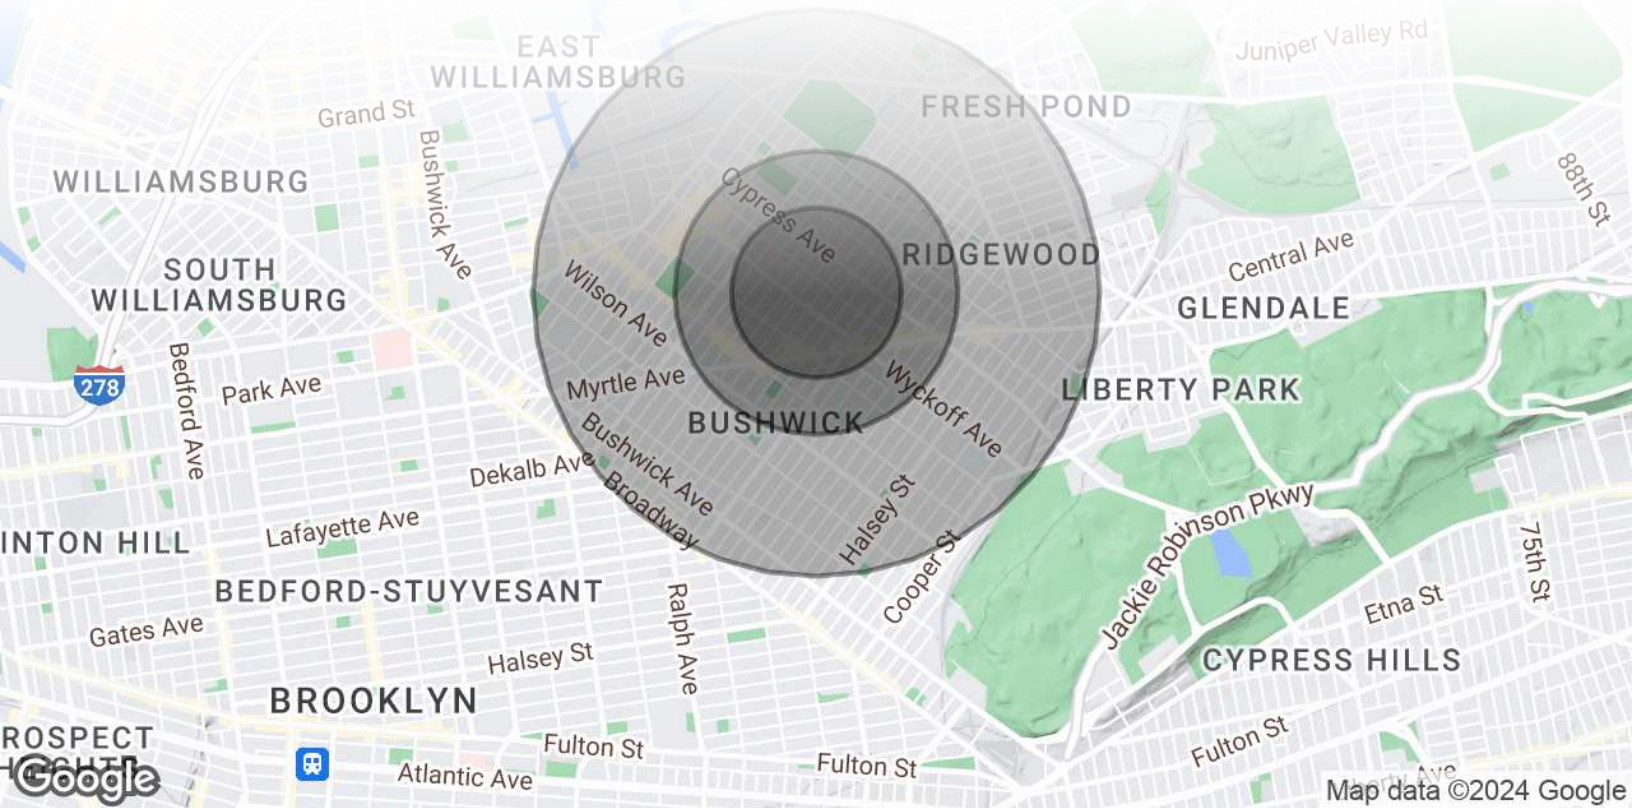 EAST
WILLIAMSBURG
Juniper Valley Rd
Grand St
FRESH POND
Bushwick Ave
WILLIAMSBURG
Cypress Ave
88th St
SOUTH
WILLIAMSBURG
RIDGEWOOD
Central Ave
Wilson Ave
GLENDALE
278
Bedford Ave
Park Ave
Myrtle Ave
Wyckoff Ave
LIBERTY PARK
BUSHWICK
Bushwick Ave
Dekalb Ave
Broadway
Halsey St
Lafayette Ave
INTON HILL
Jackie Robinson Pkwy
75th St
BEDFORD-STUYVESANT
Ralph Ave
Cooper St
Etna St
Gates Ave
Halsey St
CYPRESS HILLS
BROOKLYN
ROSPECT
Fulton St
Fulton St
Fulton St
Atlantic Ave
Google
Map data ©2024 Google